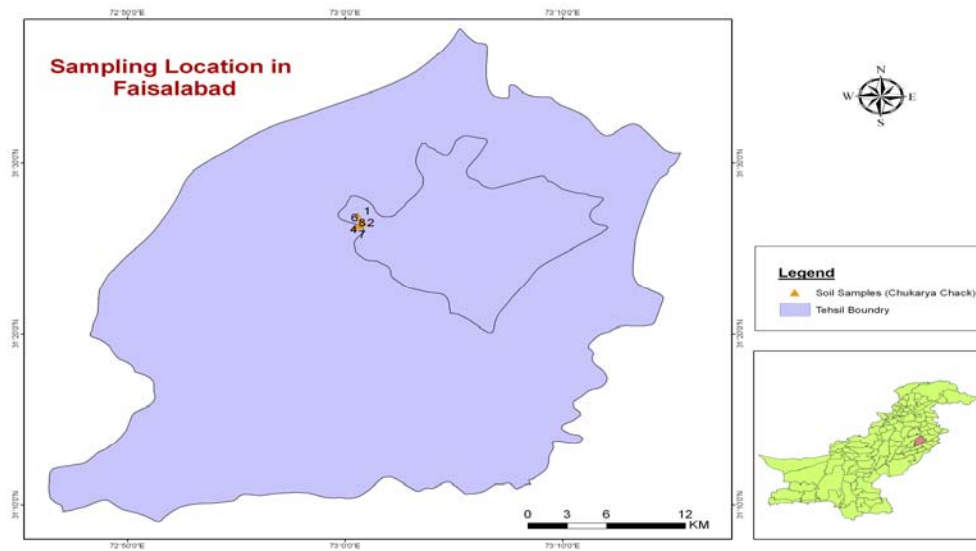 72°50'0"E 73°0'0"E 73°10'0"E
Sampling Location in
Faisalabad
N
W E
S
31°30'0"N 31°30'0"N
1
6
8 2
4
7
Legend
Soil Samples (Chukarya Chack)
Tehsil Boundry
31°20'0"N 31°20'0"N
31°10'0"N 31°10'0"N
0 3 6 12
KM
72°50'0"E 73°0'0"E 73°10'0"E